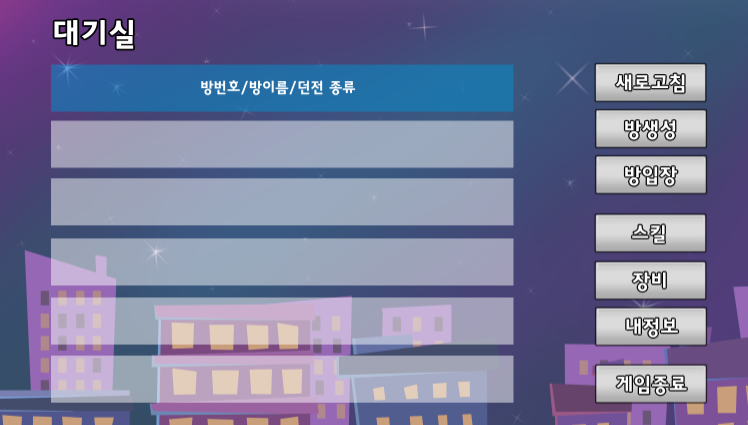 대기실
방번호/방이름/던전 종류
새로고침
방생성
방입장
스킬
장비
내정보
게임종료